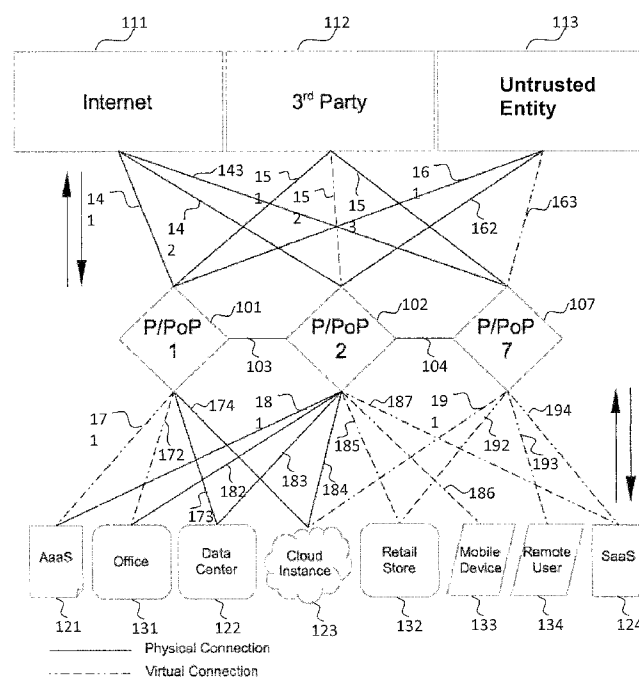 111
112
113
Internet
3rd Party
Untrusted
Entity
14
1
143
15
1
15
2
15
3
16
1
14
2
162
163
101
102
107
P/PoP
1
P/PoP
2
P/PoP
7
103
104
17
1
174
18
1
187
19
1
194
172
182
183
185
192
193
173
184
186
AaaS
Office
Data
Center
Cloud
Instance
Retail
Store
Mobile
Device
Remote
User
SaaS
121
131
122
123
132
133
134
124
Physical Connection
Virtual Connection